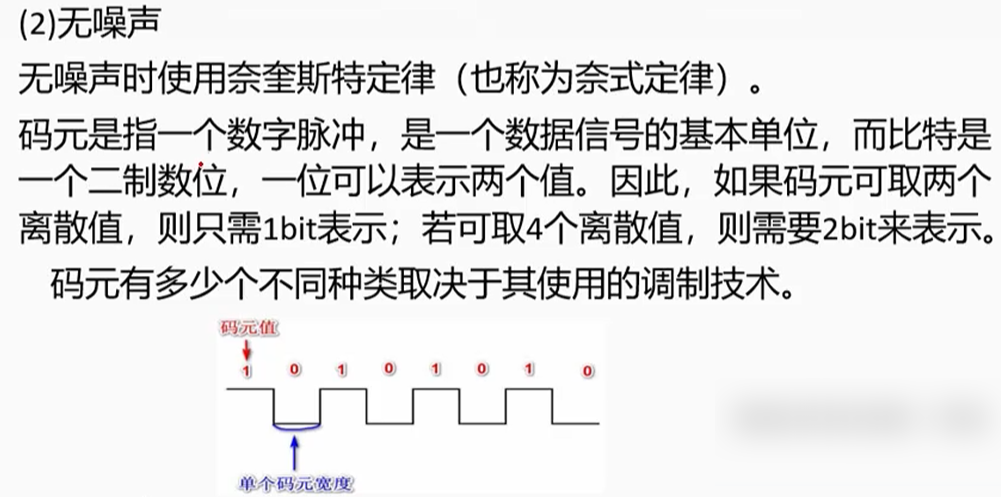 (2)无噪声
无噪声时使用奈奎斯特定律（也称为奈式定律）。
码元是指一个数字脉冲，是一个数据信号的基本单位，而比特是
一个二制数位，一位可以表示两个值。因此，如果码元可取两个
离散值，则只需1bit表示；若可取4个离散值，则需要2bit来表示。
码元有多少个不同种类取决于其使用的调制技术。
码元值
1 0 1 0 1 0 1 0
单个码元宽度